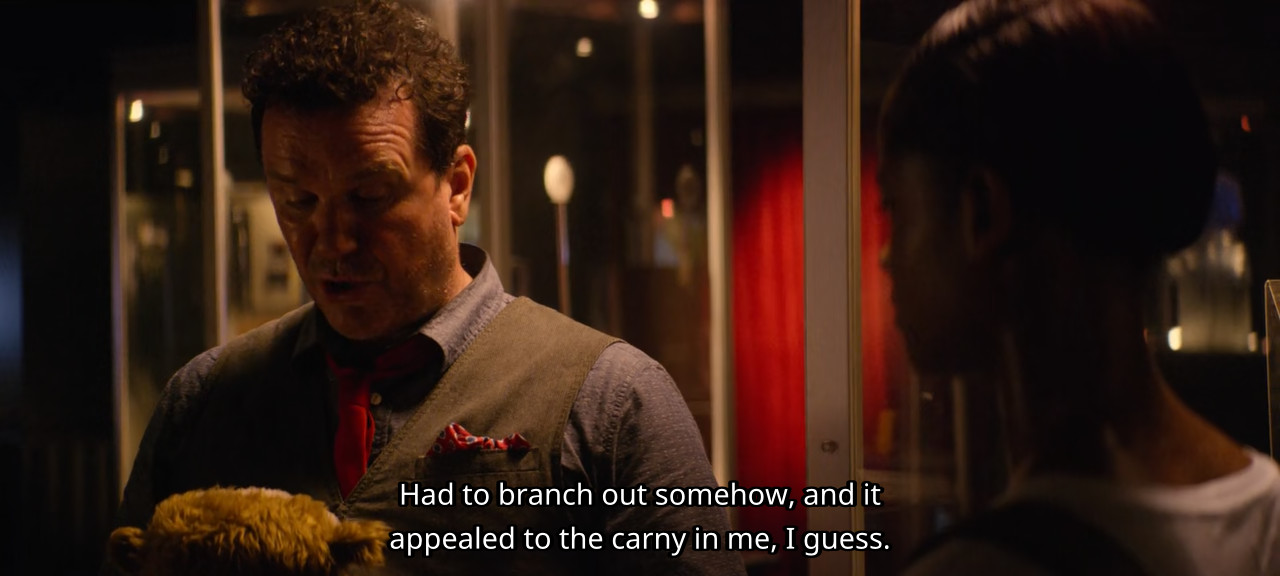 Had to branch out somehow, and it
appealed to the carny in me, I guess.